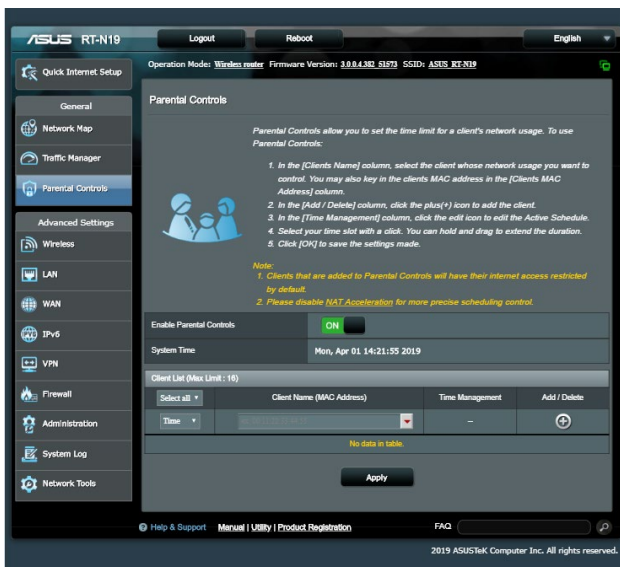 ASUS RT-N19
Logout
Reboot
English
Quick Internet Setup
Operation Mode: Wireless router Firmware Version: 3.0.0.4.382_51573 SSID: ASUS_RT-N19
General
Network Map
Traffic Manager
Parental Controls
Advanced Settings
Wireless
LAN
WAN
IPv6
VPN
Firewall
Administration
System Log
Network Tools
Parental Controls
Parental Controls allow you to set the time limit for a client's network usage. To use
Parental Controls:
1. In the [Clients Name] column, select the client whose network usage you want to
control. You may also key in the clients MAC address in the [Clients MAC
Address] column.
2. In the [Add / Delete] column, click the plus(+) icon to add the client.
3. In the [Time Management] column, click the edit icon to edit the Active Schedule.
4. Select your time slot with a click. You can hold and drag to extend the duration.
5. Click [OK] to save the settings made.
Note:
1. Clients that are added to Parental Controls will have their internet access restricted
by default.
2. Please disable NAT Acceleration for more precise scheduling control.
Enable Parental Controls
ON
System Time
Mon, Apr 01 14:21:55 2019
Client List (Max Limit : 16)
Select all
Client Name (MAC Address)
Time Management
Add / Delete
Time
–
No data in table.
Apply
Help & Support
Manual | Utility | Product Registration
FAQ
2019 ASUSTeK Computer Inc. All rights reserved.